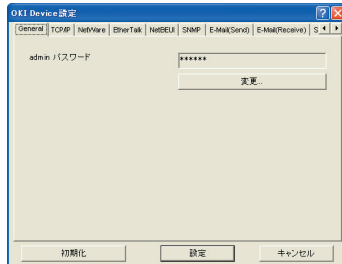 OKI Device設定
General TCP/IP NetWare EtherTalk NetBEUI SNMP E-Mail(Send) E-Mail(Receive) S
admin パスワード ******
変更...
初期化 設定 キャンセル